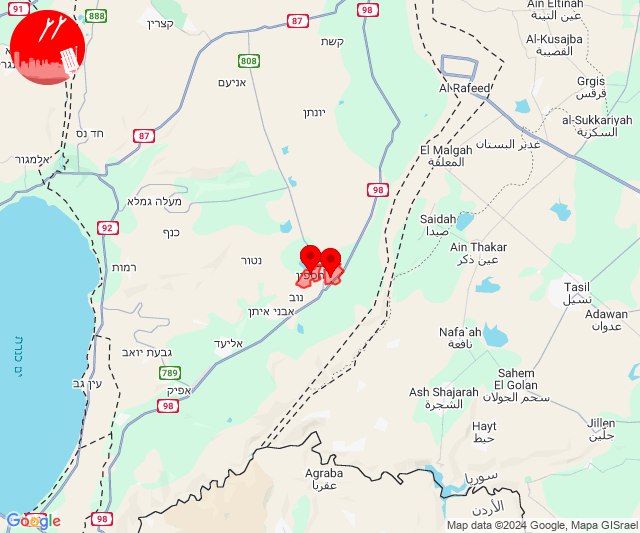 91
888
98
קצרין
קשת
Ain Eltinah
عين التينة
Al-Kusajba
القصيبة
808
אניעם
Al Rafeed
Grgis
قرقس
יונתן
87
חד נס
al-Sukkariyah
السكرية
غدير البستان
El Malgah
המعلقة
אלמגור
87
98
מעלה גמלא
92
כנף
Saidah
صيدا
Ain Thakar
عين ذكر
נטור
רמות
חספין
נוב
אבני איתן
Tasil
تسيل
Adawan
عدوان
Nafa`ah
نافعة
אליעד
גבעת יואב
ים כנרת
789
עין גב
אפיק
98
Sahem
El Golan
سحم الجولان
Ash Shajarah
الشجرة
Hayt
حيط
Jillen
جلين
Agraba
عقربا
سوريا
الأردن
98
98
Google
Map data ©2024 Google, Mapa GISrael